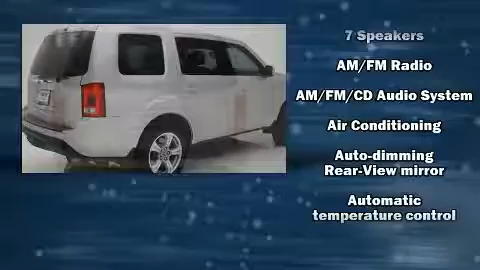 7 Speakers
AM/FM Radio
AM/FM/CD Audio System
Air Conditioning
Auto-dimming
Rear-View mirror
Automatic
temperature control